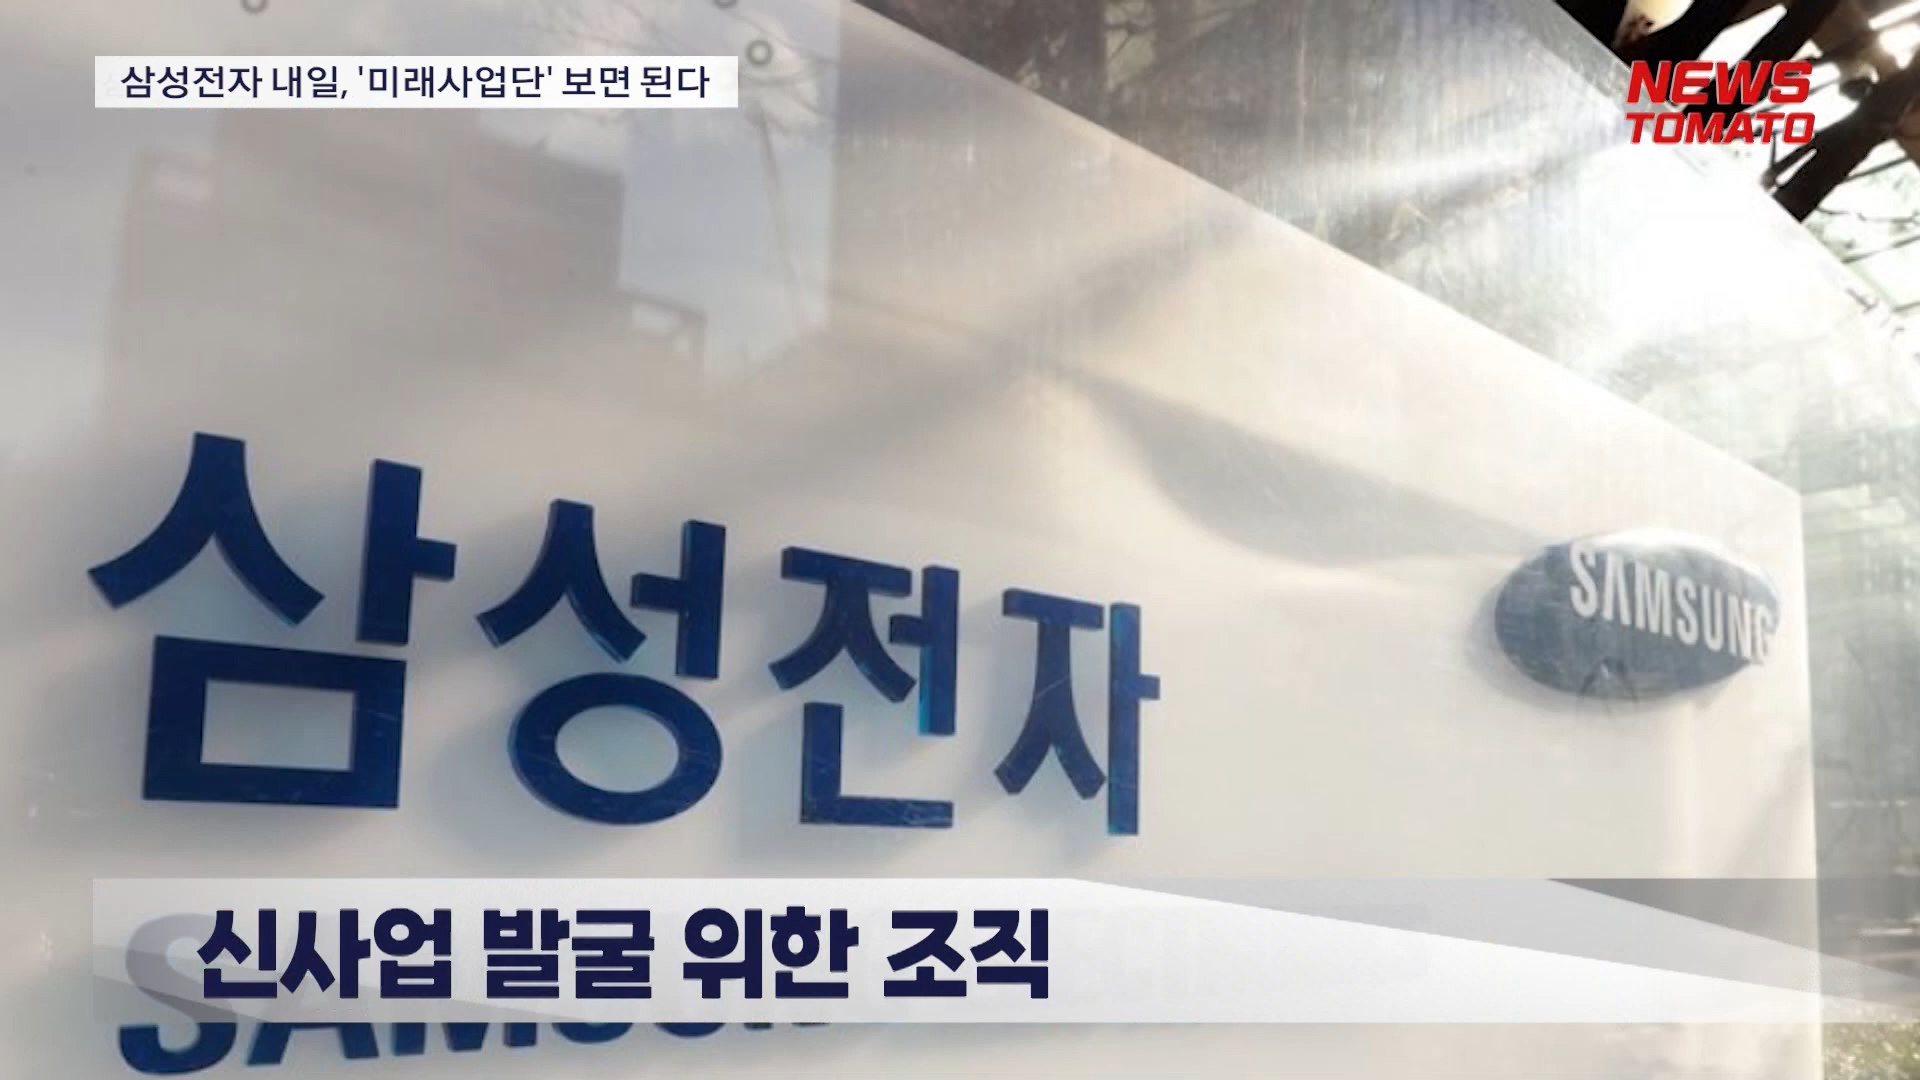 삼성전자 내일, '미래사업단' 보면 된다
NEWS
TOMATO
삼성전자
SAMSUNG
신사업 발굴 위한 조직